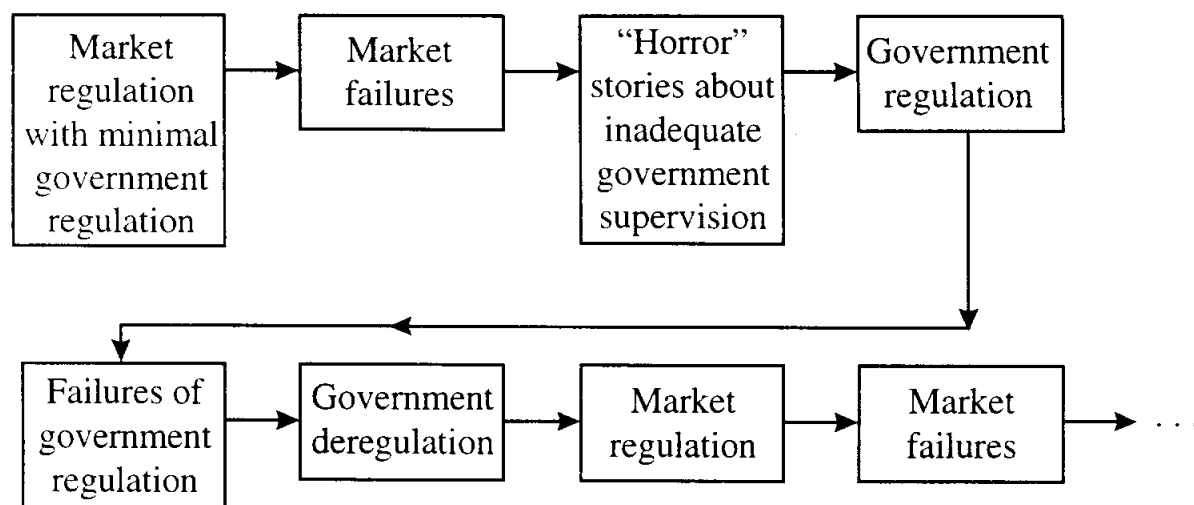 Market
regulation
with minimal
government
regulation
Market
failures
“Horror”
stories about
inadequate
government
supervision
Government
regulation
Failures of
government
regulation
Government
deregulation
Market
regulation
Market
failures
. . .